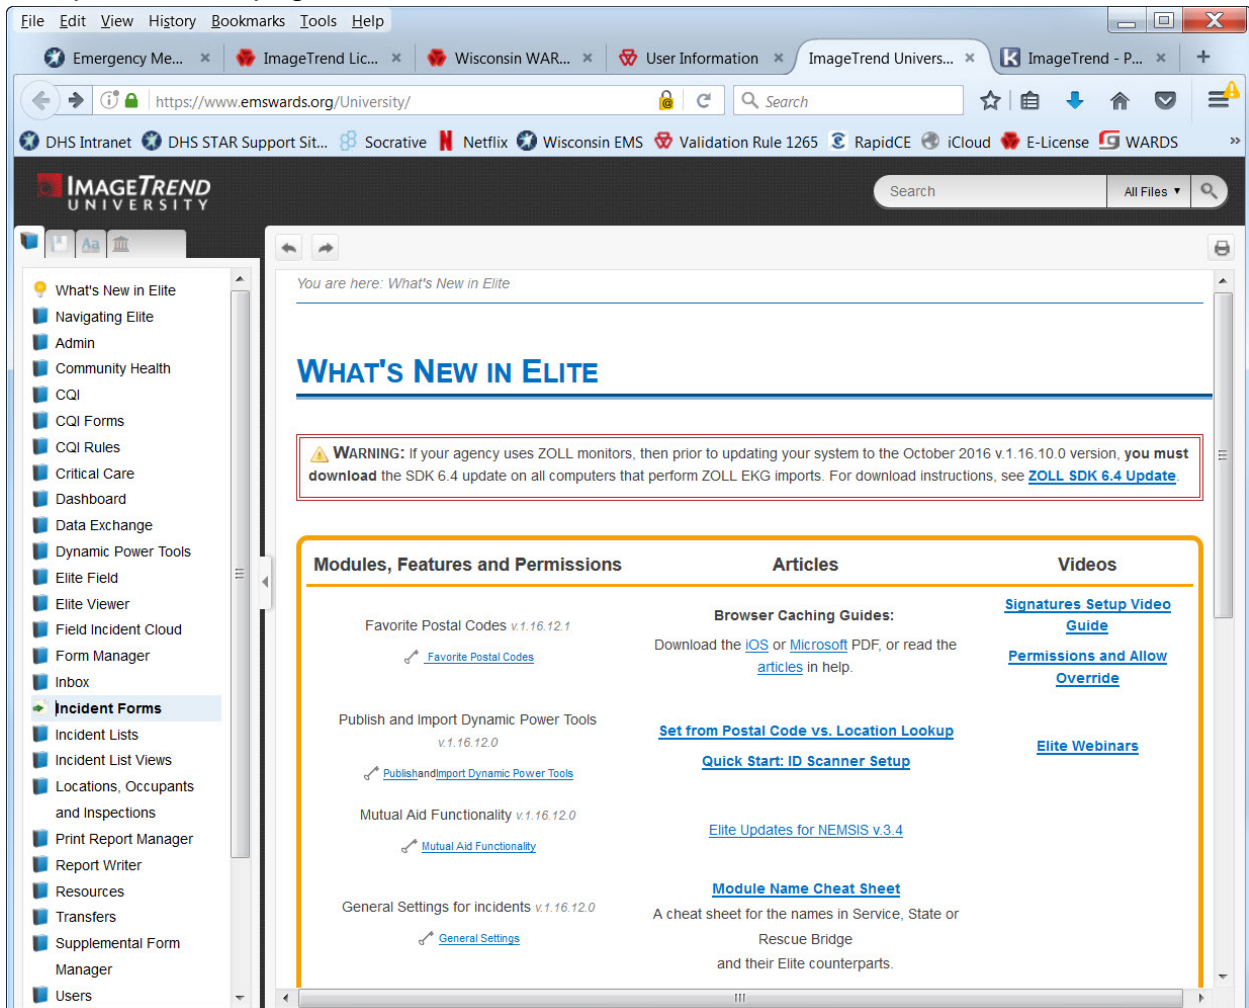 File Edit View History Bookmarks Tools Help
Emergency Me... × ImageTrend Lic... × Wisconsin WAR... × User Information × ImageTrend Univers... × ImageTrend - P... × +
https://www.emswards.org/University/ Search
DHS Intranet DHS STAR Support Sit... Socrative Netflix Wisconsin EMS Validation Rule 1265 RapidCE iCloud E-License WARDS »
IMAGETREND
UNIVERSITY
Search All Files ▼
Aa
You are here: What's New in Elite
What's New in Elite
Navigating Elite
Admin
Community Health
CQI
CQI Forms
CQI Rules
Critical Care
Dashboard
Data Exchange
Dynamic Power Tools
Elite Field
Elite Viewer
Field Incident Cloud
Form Manager
Inbox
Incident Forms
Incident Lists
Incident List Views
Locations, Occupants
and Inspections
Print Report Manager
Report Writer
Resources
Transfers
Supplemental Form
Manager
Users
WHAT'S NEW IN ELITE
WARNING: If your agency uses ZOLL monitors, then prior to updating your system to the October 2016 v.1.16.10.0 version, you must
download the SDK 6.4 update on all computers that perform ZOLL EKG imports. For download instructions, see ZOLL SDK 6.4 Update.
Modules, Features and Permissions
Favorite Postal Codes v.1.16.12.1
Favorite Postal Codes
Publish and Import Dynamic Power Tools
v.1.16.12.0
PublishandImport Dynamic Power Tools
Mutual Aid Functionality v.1.16.12.0
Mutual Aid Functionality
General Settings for incidents v.1.16.12.0
General Settings
Articles
Browser Caching Guides:
Download the iOS or Microsoft PDF, or read the
articles in help.
Set from Postal Code vs. Location Lookup
Quick Start: ID Scanner Setup
Elite Updates for NEMSIS v.3.4
Module Name Cheat Sheet
A cheat sheet for the names in Service, State or
Rescue Bridge
and their Elite counterparts.
Videos
Signatures Setup Video
Guide
Permissions and Allow
Override
Elite Webinars